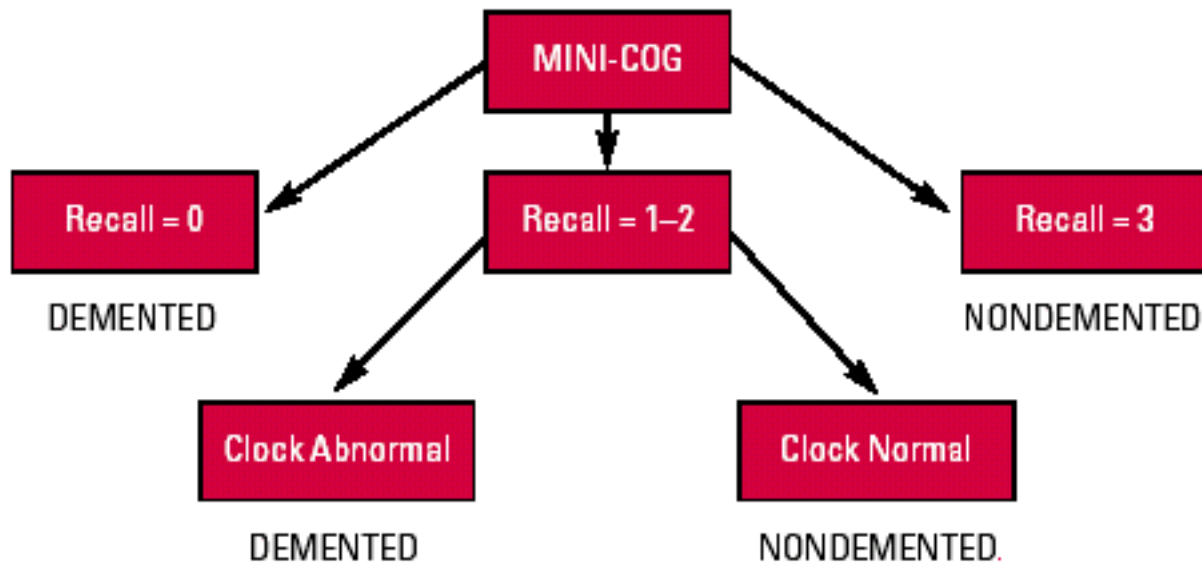 MINI-COG
Recall = 0
Recall = 1–2
Recall = 3
DEMENTED
NONDEMENTED
Clock Abnormal
Clock Normal
DEMENTED
NONDEMENTED.